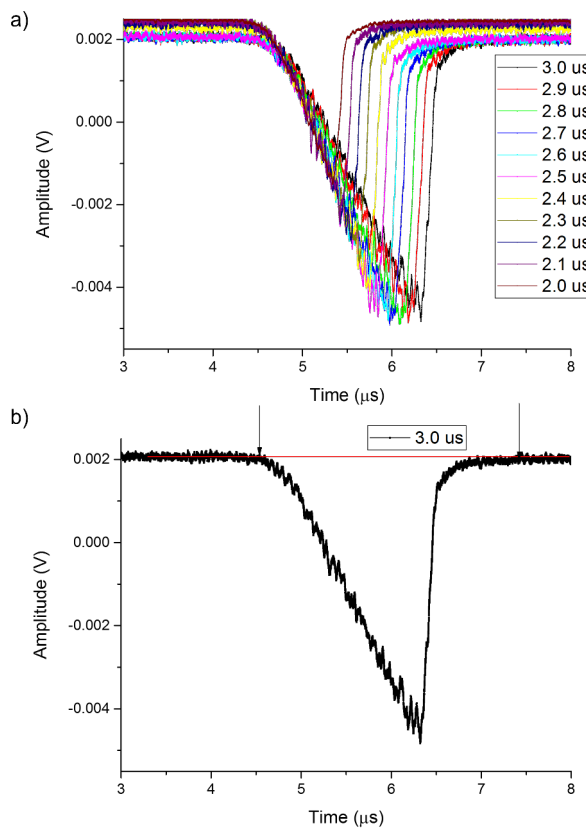 a)
0.002
0.000
-0.002
-0.004
Amplitude (V)
3.0 us
2.9 us
2.8 us
2.7 us
2.6 us
2.5 us
2.4 us
2.3 us
2.2 us
2.1 us
2.0 us
3 4 5 6 7 8
Time (μs)
b)
3.0 us
0.002
0.000
-0.002
-0.004
Amplitude (V)
3 4 5 6 7 8
Time (μs)